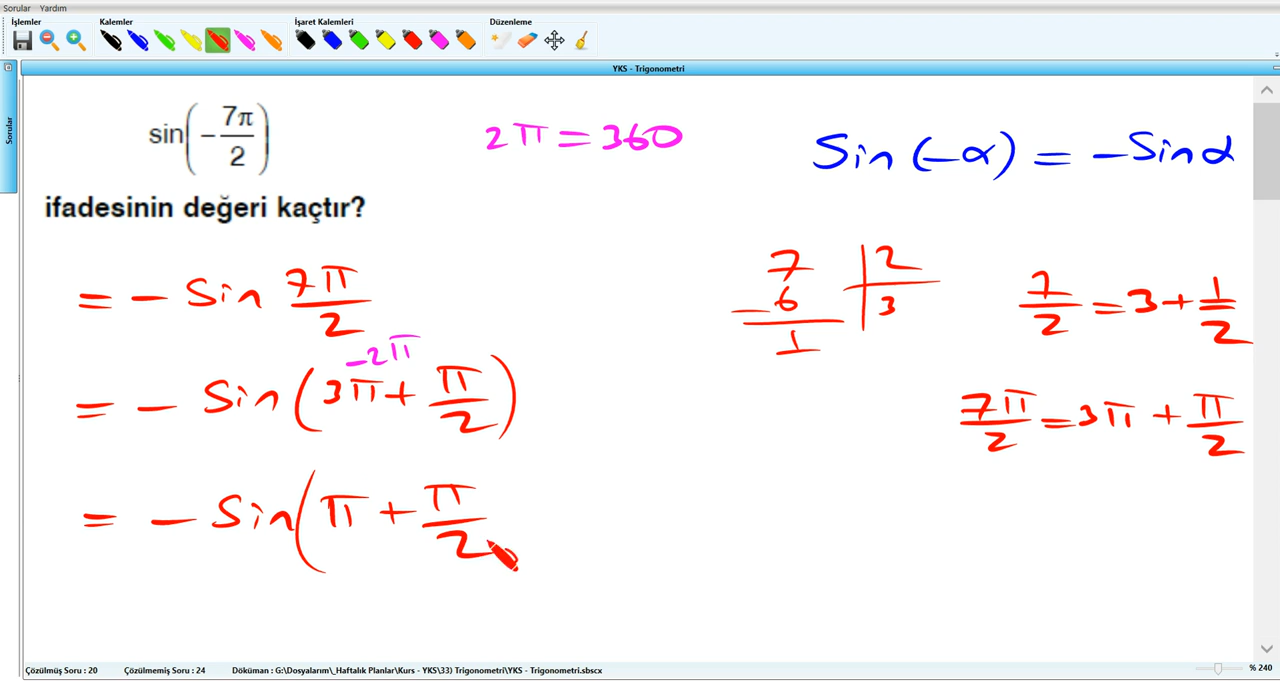 Sorular Yardım
İşlemler Kalemler İşaret Kalemleri Düzenleme
YKS - Trigonometri
Sorular
sin(-7π/2)
ifadesinin değeri kaçtır?
2π = 360
Sin(-α) = -Sinα
= - Sin 7π/2
7 2
- 6 3
1
7/2 = 3 + 1/2
-2π
= - Sin(3π + π/2)
7π/2 = 3π + π/2
= - Sin(π + π/2
Çözülmüş Soru : 20 Çözülmemiş Soru : 24 Döküman : G:\Dosyalarım\_Haftalık Planlar\Kurs - YKS\33) Trigonometri\YKS - Trigonometri.sbscx % 240